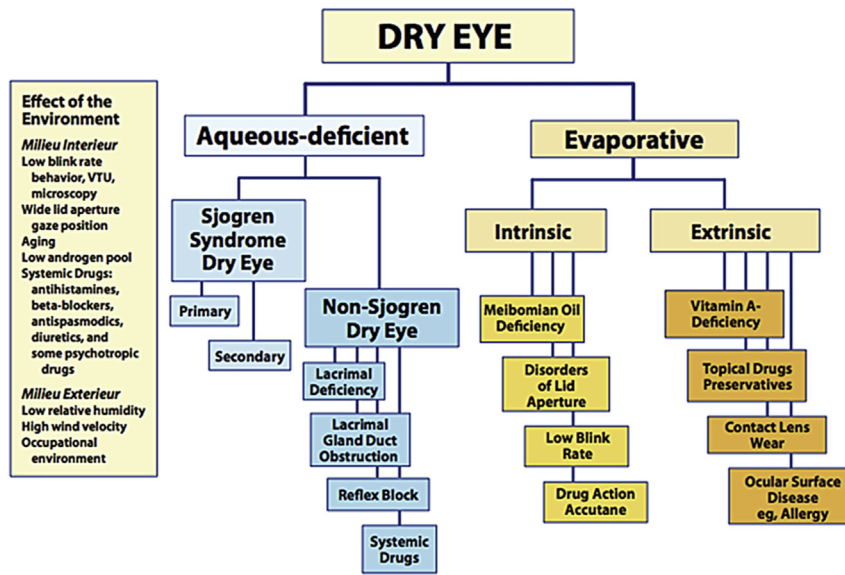 DRY EYE
Effect of the
Environment
Milieu Interieur
Low blink rate
behavior, VTU,
microscopy
Wide lid aperture
gaze position
Aging
Low androgen pool
Systemic Drugs:
antihistamines,
beta-blockers,
antispasmodics,
diuretics, and
some psychotropic
drugs
Milieu Exterieur
Low relative humidity
High wind velocity
Occupational
environment
Aqueous-deficient
Sjogren
Syndrome
Dry Eye
Primary
Secondary
Non-Sjogren
Dry Eye
Lacrimal
Deficiency
Lacrimal
Gland Duct
Obstruction
Reflex Block
Systemic
Drugs
Evaporative
Intrinsic
Meibomian Oil
Deficiency
Disorders
of Lid
Aperture
Low Blink
Rate
Drug Action
Accutane
Extrinsic
Vitamin A-
Deficiency
Topical Drugs
Preservatives
Contact Lens
Wear
Ocular Surface
Disease
eg, Allergy